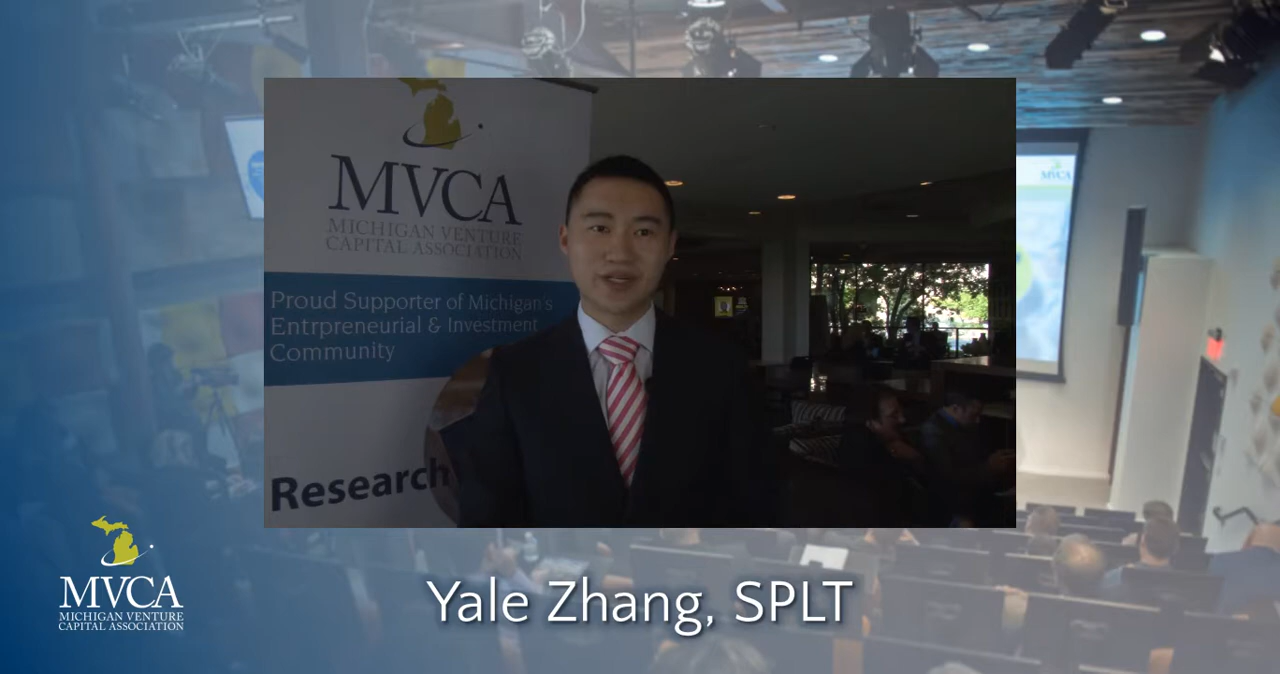 MVCA
MICHIGAN VENTURE
CAPITAL ASSOCIATION
Proud Supporter of Michigan's
Entrpreneurial & Investment
Community
Research
MVCA
MVCA
MICHIGAN VENTURE
CAPITAL ASSOCIATION
Yale Zhang, SPLT